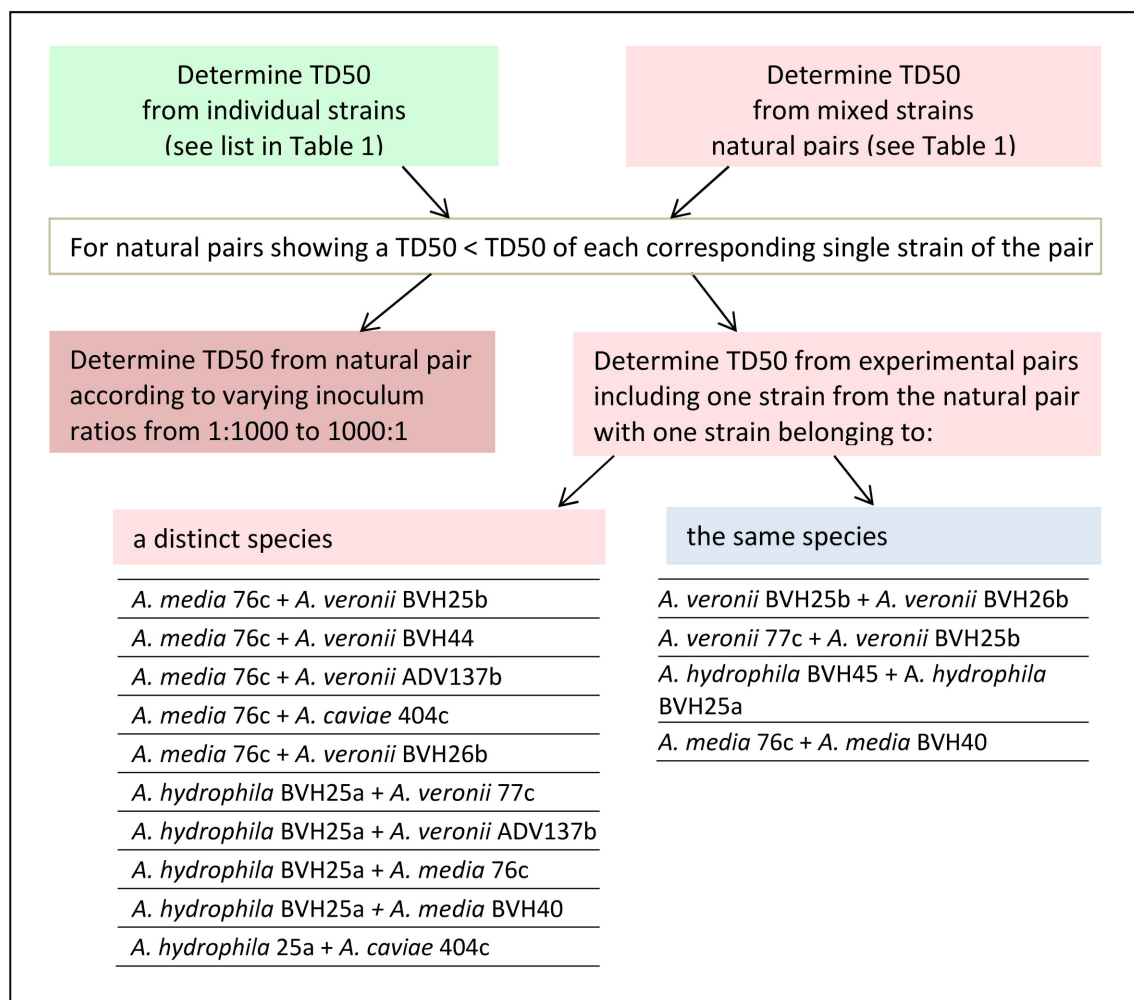 Determine TD50
from individual strains
(see list in Table 1)
Determine TD50
from mixed strains
natural pairs (see Table 1)
For natural pairs showing a TD50 < TD50 of each corresponding single strain of the pair
Determine TD50 from natural pair
according to varying inoculum
ratios from 1:1000 to 1000:1
Determine TD50 from experimental pairs
including one strain from the natural pair
with one strain belonging to:
a distinct species
A. media 76c + A. veronii BVH25b
A. media 76c + A. veronii BVH44
A. media 76c + A. veronii ADV137b
A. media 76c + A. caviae 404c
A. media 76c + A. veronii BVH26b
A. hydrophila BVH25a + A. veronii 77c
A. hydrophila BVH25a + A. veronii ADV137b
A. hydrophila BVH25a + A. media 76c
A. hydrophila BVH25a + A. media BVH40
A. hydrophila 25a + A. caviae 404c
the same species
A. veronii BVH25b + A. veronii BVH26b
A. veronii 77c + A. veronii BVH25b
A. hydrophila BVH45 + A. hydrophila
BVH25a
A. media 76c + A. media BVH40